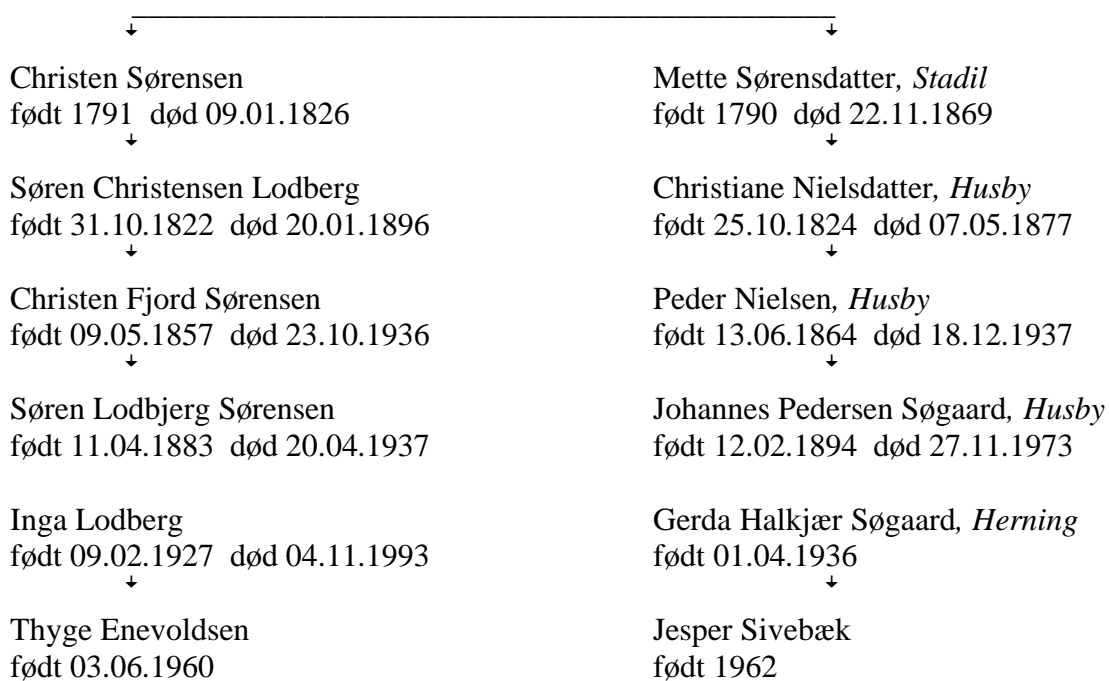 Christen Sørensen
født 1791 død 09.01.1826
Søren Christensen Lodberg
født 31.10.1822 død 20.01.1896
Christen Fjord Sørensen
født 09.05.1857 død 23.10.1936
Søren Lodbjerg Sørensen
født 11.04.1883 død 20.04.1937
Inga Lodberg
født 09.02.1927 død 04.11.1993
Thyge Enevoldsen
født 03.06.1960
Mette Sørensdatter, Stadil
født 1790 død 22.11.1869
Christiane Nielsdatter, Husby
født 25.10.1824 død 07.05.1877
Peder Nielsen, Husby
født 13.06.1864 død 18.12.1937
Johannes Pedersen Søgaard, Husby
født 12.02.1894 død 27.11.1973
Gerda Halkjær Søgaard, Herning
født 01.04.1936
Jesper Sivebæk
født 1962